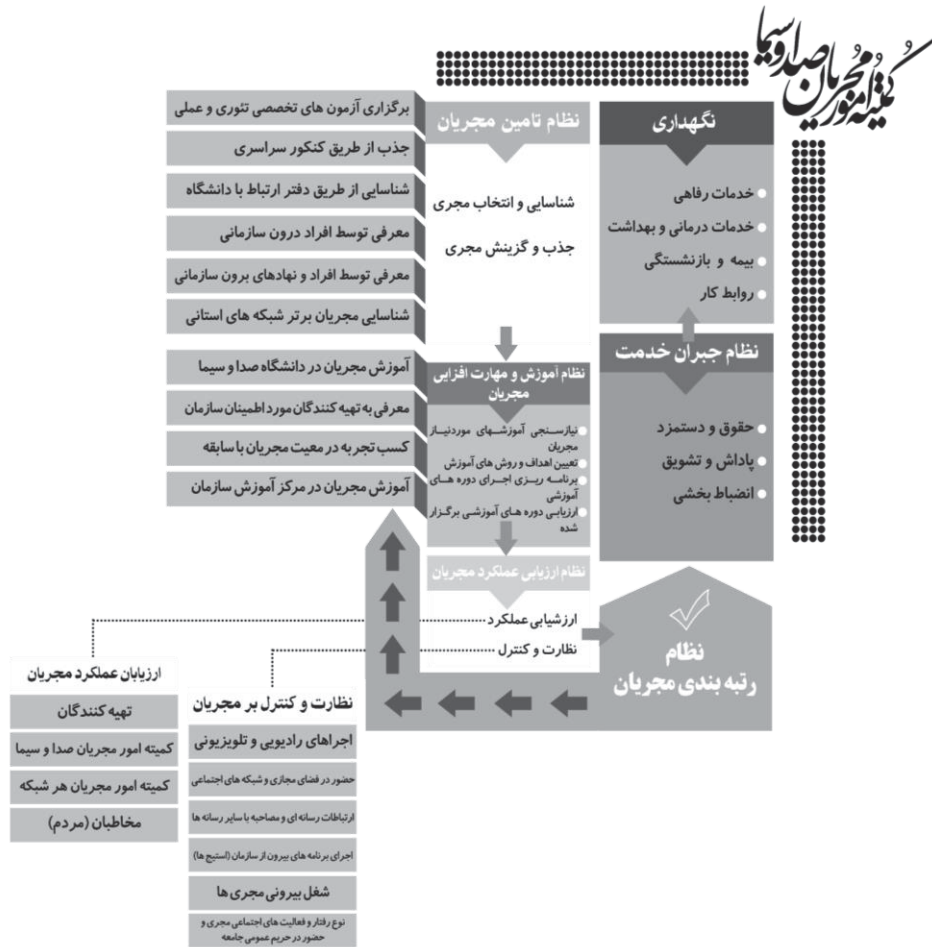 کمیته امور مجریان صدا و سیما
نگهداری
خدمات رفاهی
خدمات درمانی و بهداشت
بیمه و بازنشستگی
روابط کار
نظام جبران خدمت
حقوق و دستمزد
پاداش و تشویق
انضباط بخشی
نظام تامین مجریان
شناسایی و انتخاب مجری
جذب و گزینش مجری
برگزاری آزمون های تخصصی تئوری و عملی
جذب از طریق کنکور سراسری
شناسایی از طریق دفتر ارتباط با دانشگاه
معرفی توسط افراد درون سازمانی
معرفی توسط افراد و نهادهای برون سازمانی
شناسایی مجریان برتر شبکه های استانی
نظام آموزش و مهارت افزایی
مجریان
نیازسنجی آموزشهای موردنیاز
مجریان
تعیین اهداف و روش های آموزش
برنامه ریزی اجرای دوره های
آموزشی
ارزیابی دوره های آموزشی برگزار
شده
آموزش مجریان در دانشگاه صدا و سیما
معرفی به تهیه کنندگان مورد اطمینان سازمان
کسب تجربه در معیت مجریان با سابقه
آموزش مجریان در مرکز آموزش سازمان
نظام ارزیابی عملکرد مجریان
ارزشیابی عملکرد
نظارت و کنترل
نظام
رتبه بندی مجریان
نظارت و کنترل بر مجریان
اجراهای رادیویی و تلویزیونی
حضور در فضای مجازی و شبکه های اجتماعی
ارتباطات رسانه ای و مصاحبه با سایر رسانه ها
اجرای برنامه های بیرون از سازمان (استیج ها)
شغل بیرونی مجری ها
نوع رفتار و فعالیت های اجتماعی مجری و
حضور در حریم عمومی جامعه
ارزیابان عملکرد مجریان
تهیه کنندگان
کمیته امور مجریان صدا و سیما
کمیته امور مجریان هر شبکه
مخاطبان (مردم)